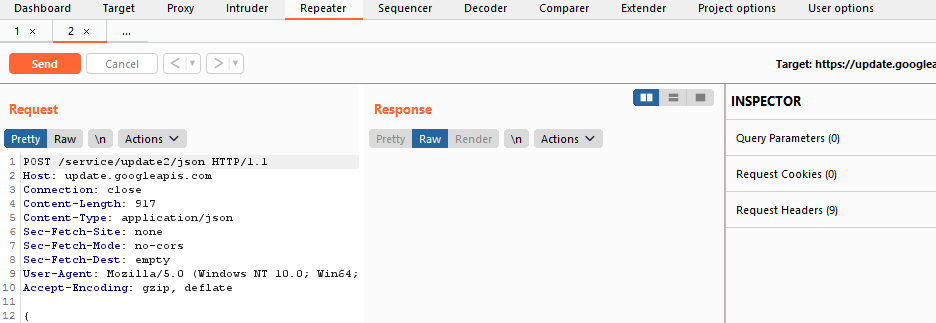 Dashboard Target Proxy Intruder Repeater Sequencer Decoder Comparer Extender Project options User options
1 × 2 × ...
Send Cancel < ▼ > ▼ Target: https://update.googlea
Request Response INSPECTOR
Pretty Raw \n Actions Pretty Raw Render \n Actions Query Parameters (0)
Request Cookies (0)
Request Headers (9)
1 POST /service/update2/json HTTP/1.1
2 Host: update.googleapis.com
3 Connection: close
4 Content-Length: 917
5 Content-Type: application/json
6 Sec-Fetch-Site: none
7 Sec-Fetch-Mode: no-cors
8 Sec-Fetch-Dest: empty
9 User-Agent: Mozilla/5.0 (Windows NT 10.0; Win64;
10 Accept-Encoding: gzip, deflate
11
12 {